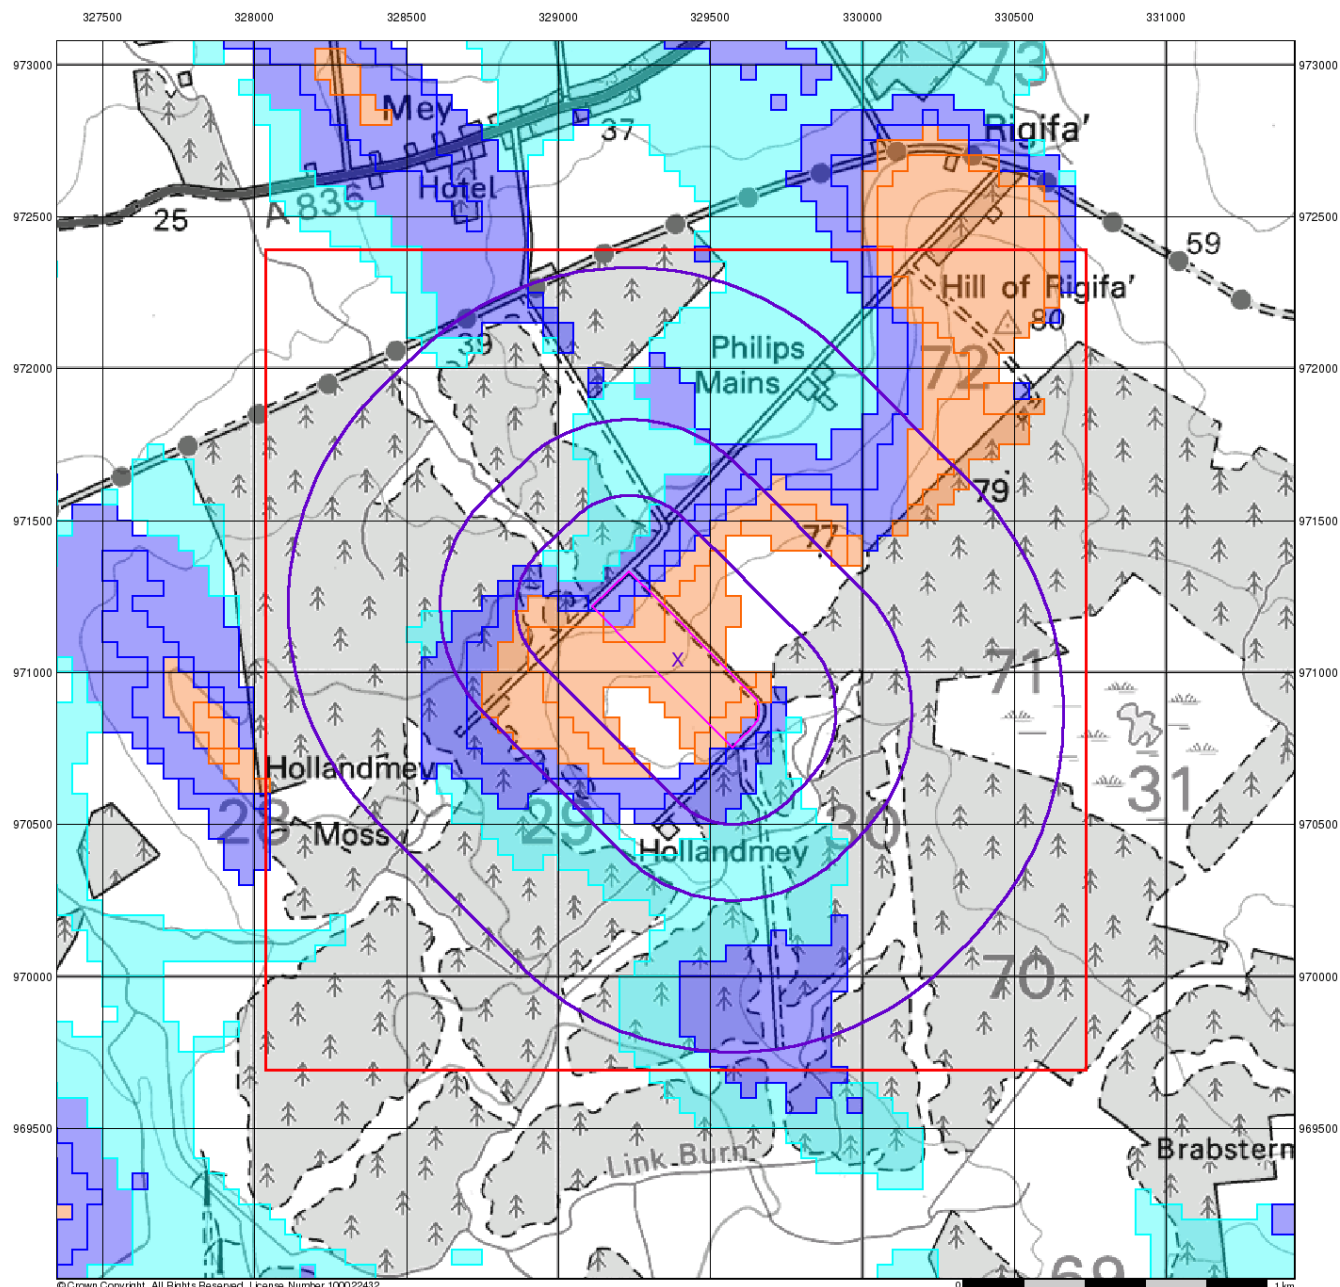 327500 328000 328500 329000 329500 330000 330500 331000
973000 973000
73
Mey
37
Rigifa'
Hotel
A 836
25
972500 972500
59
Hill of Rigifa'
80
39
Philips
Mains
72
972000 972000
79
971500 971500
77
X
71
971000 971000
Hollandmey
31
28 Moss 29 30
970500 970500
Hollandmey
970000 70 970000
969500 969500
Link Burn
Brabsterm
69
© Crown Copyright. All Rights Reserved. License Number 100022432
0 1 km